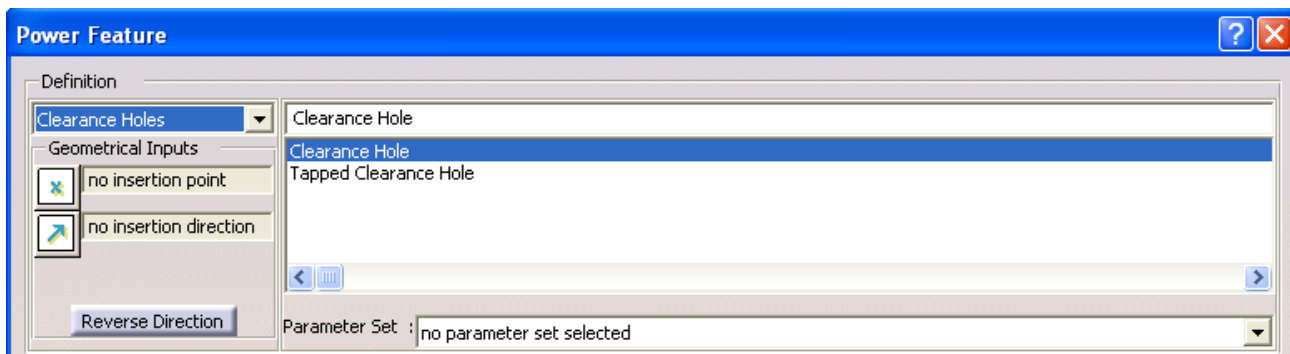 Power Feature
Definition
Clearance Holes
Clearance Hole
Geometrical Inputs
no insertion point
no insertion direction
Reverse Direction
Clearance Hole
Tapped Clearance Hole
Parameter Set : no parameter set selected